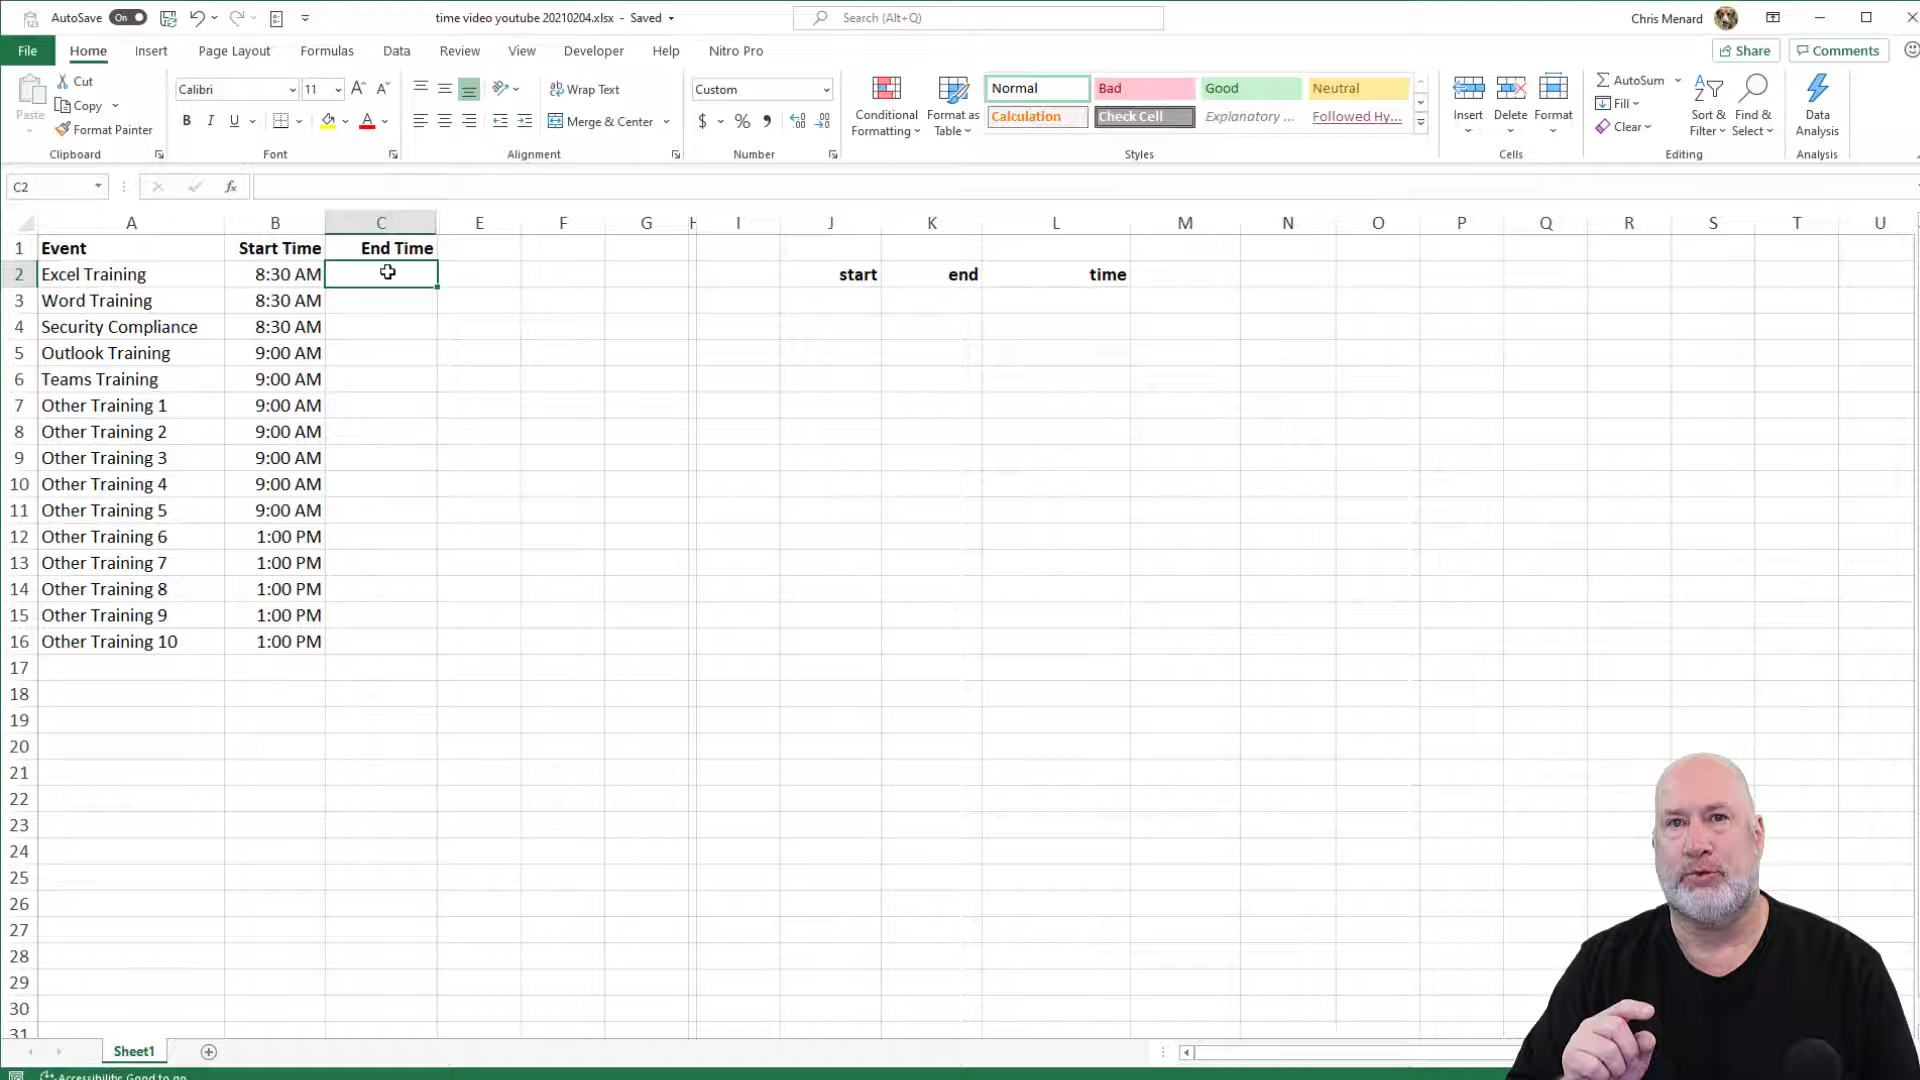 AutoSave On time video youtube 20210204.xlsx - Saved Search (Alt+Q) Chris Menard
File Home Insert Page Layout Formulas Data Review View Developer Help Nitro Pro Share Comments
Paste Cut Copy Format Painter
Calibri 11 B I U
Wrap Text Merge & Center
Custom $ % ,
Conditional Formatting Format as Table
Normal Bad Good Neutral
Calculation Check Cell Explanatory ... Followed Hy...
Insert Delete Format
AutoSum Fill Clear Sort & Filter Find & Select Data Analysis
Clipboard Font Alignment Number Styles Cells Editing Analysis
C2 fx
A B C E F G H I J K L M N O P Q R S T U
1 Event Start Time End Time
2 Excel Training 8:30 AM start end time
3 Word Training 8:30 AM
4 Security Compliance 8:30 AM
5 Outlook Training 9:00 AM
6 Teams Training 9:00 AM
7 Other Training 1 9:00 AM
8 Other Training 2 9:00 AM
9 Other Training 3 9:00 AM
10 Other Training 4 9:00 AM
11 Other Training 5 9:00 AM
12 Other Training 6 1:00 PM
13 Other Training 7 1:00 PM
14 Other Training 8 1:00 PM
15 Other Training 9 1:00 PM
16 Other Training 10 1:00 PM
17
18
19
20
21
22
23
24
25
26
27
28
29
30
31
Sheet1
Accessibility: Good to go